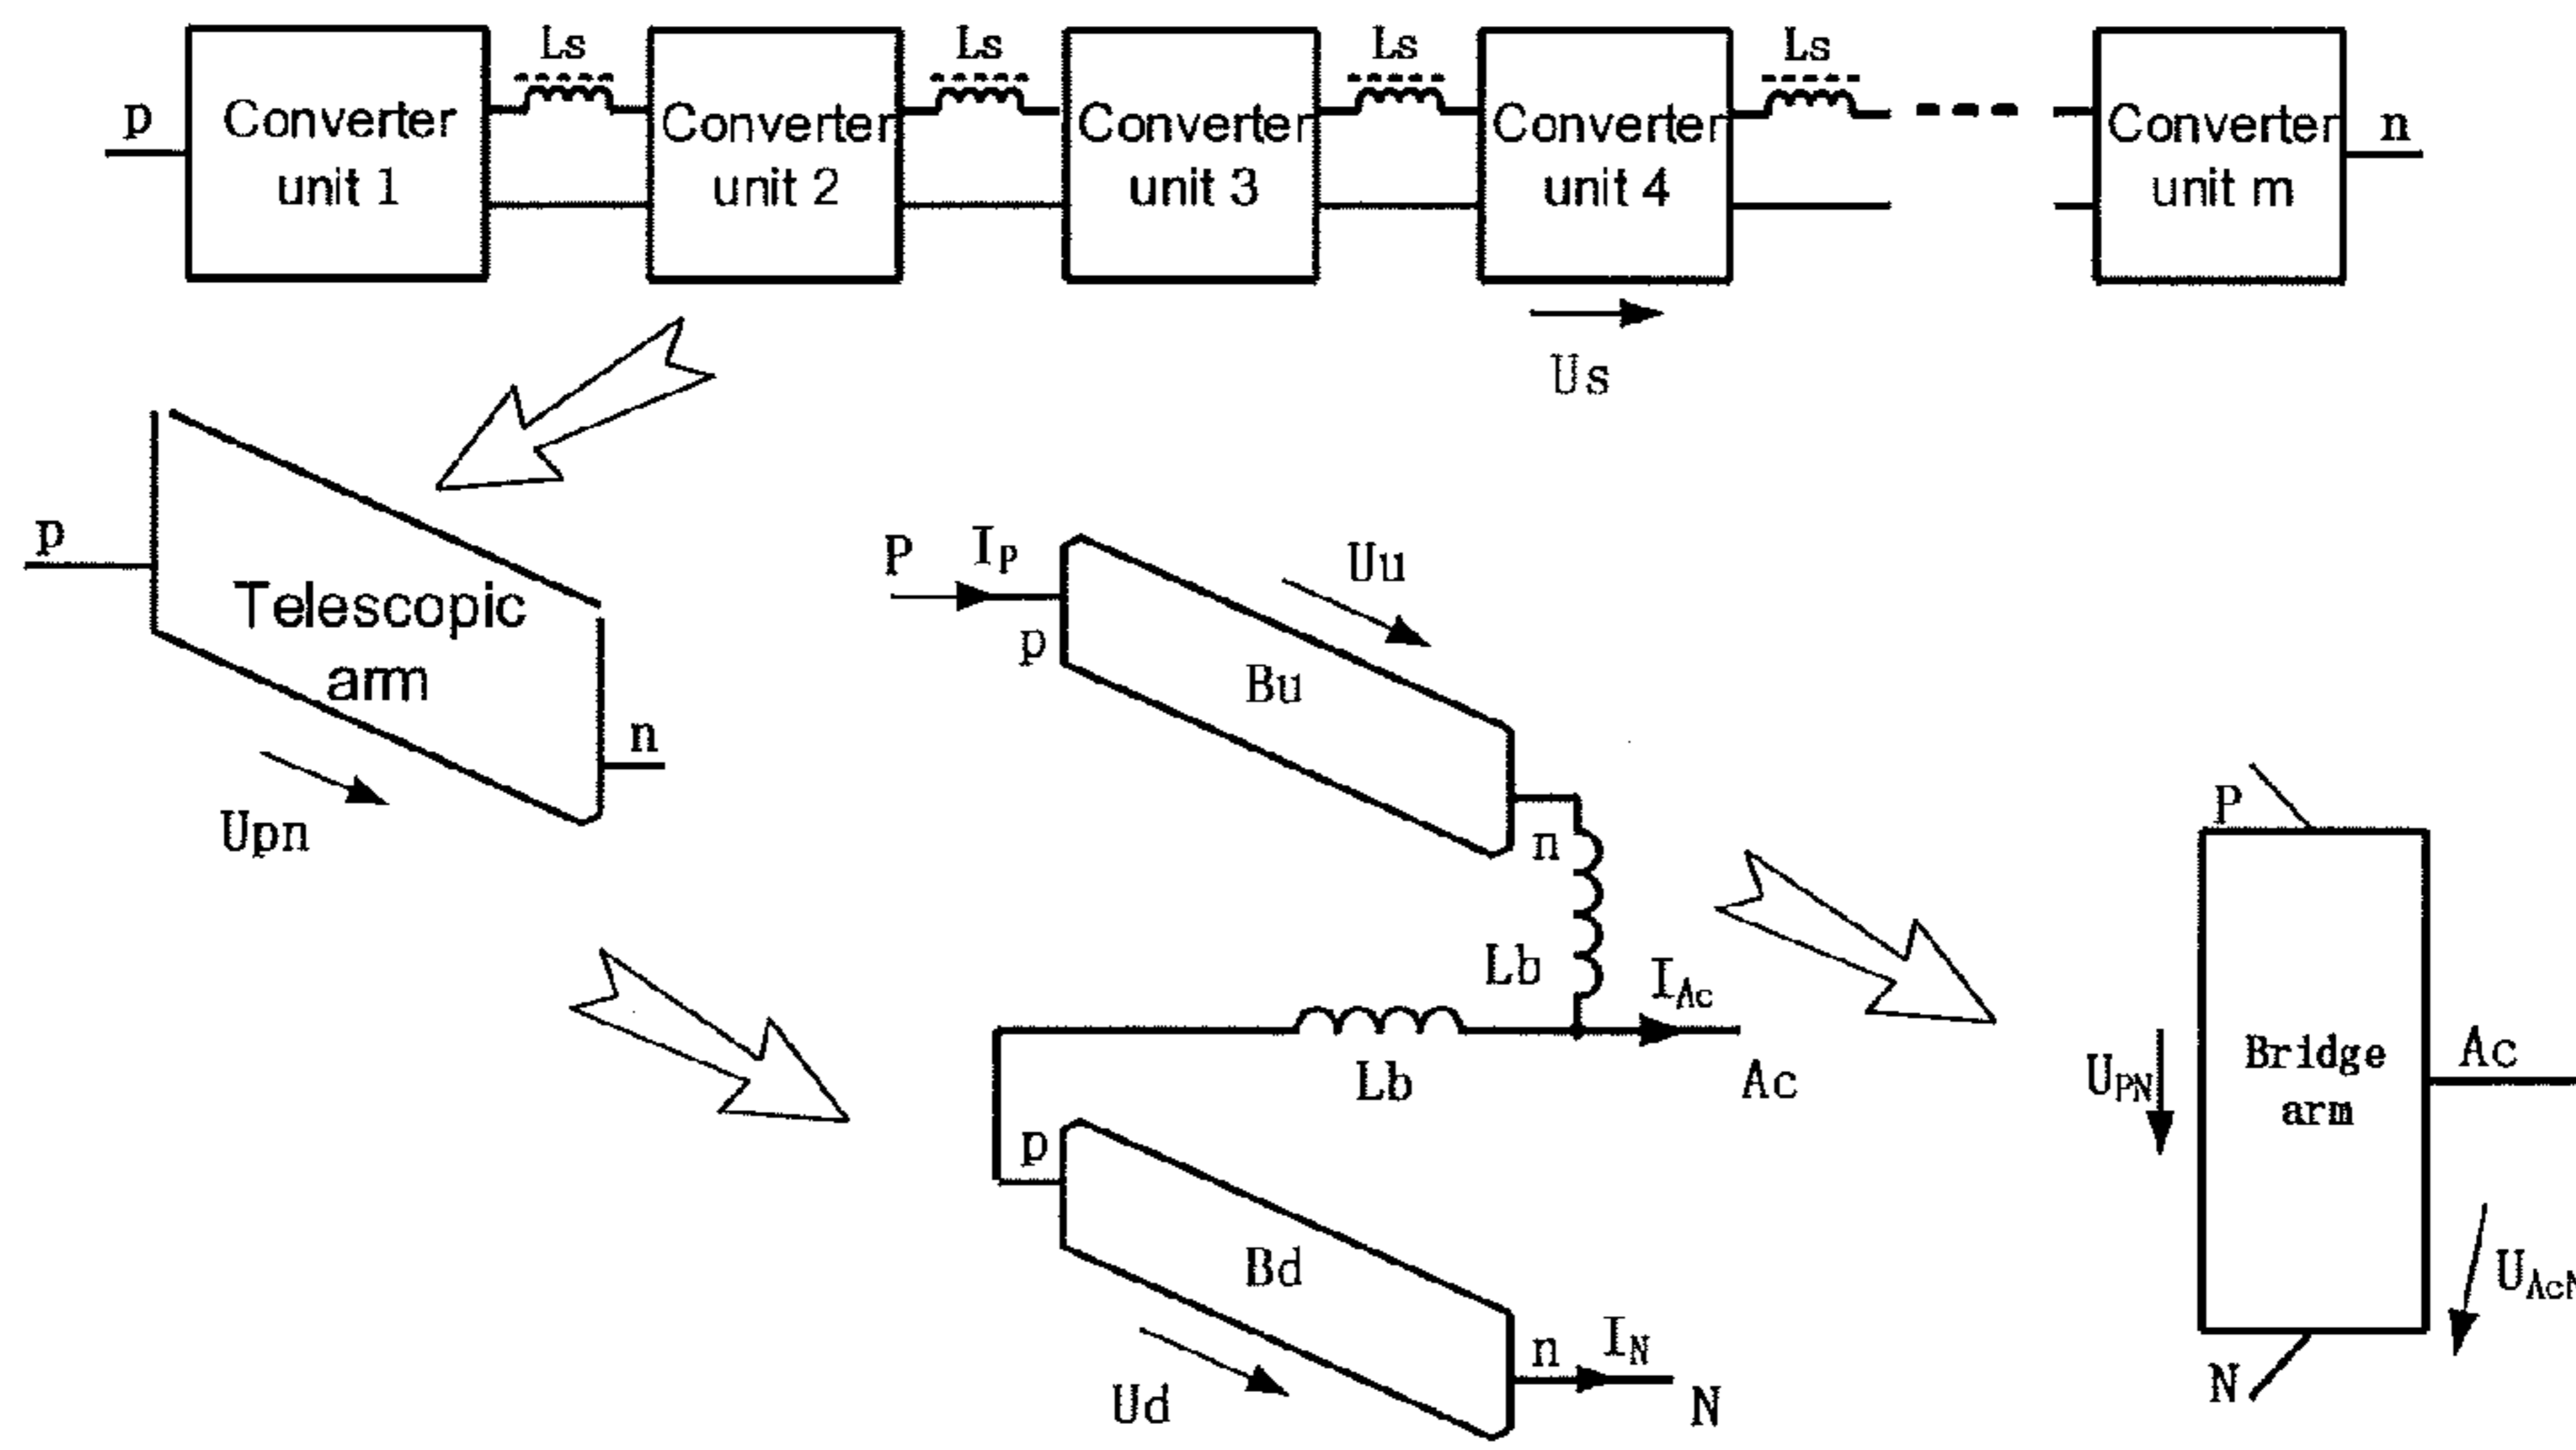 Ls Ls Ls Ls
p Converter unit 1
Converter unit 2
Converter unit 3
Converter unit 4
Converter unit m n
Us
p
Telescopic
arm
n
Upn
P IP
p
Uu
Bu
n
Lb
IAc
Lb
Ac
p
Bd
Ud
n IN
N
P
UPN
Bridge
arm
Ac
UAcN
N